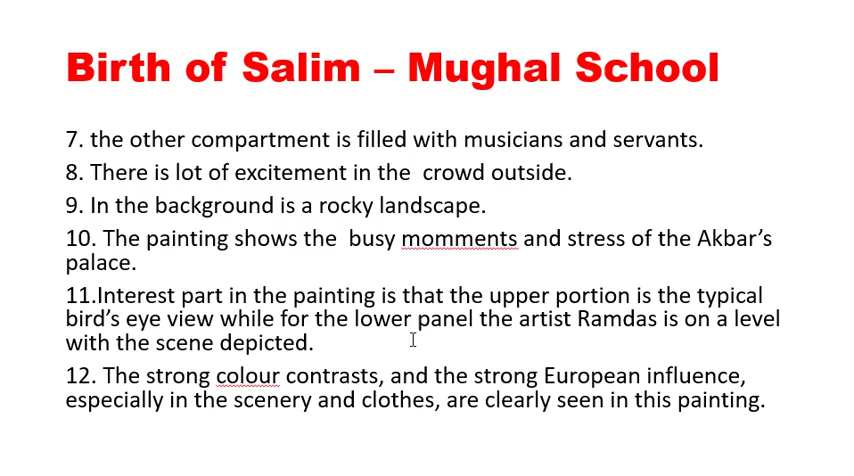 Birth of Salim – Mughal School
7. the other compartment is filled with musicians and servants.
8. There is lot of excitement in the  crowd outside.
9. In the background is a rocky landscape.
10. The painting shows the  busy momments and stress of the Akbar’s
palace.
11.Interest part in the painting is that the upper portion is the typical
bird’s eye view while for the lower panel the artist Ramdas is on a level
with the scene depicted.
12. The strong colour contrasts, and the strong European influence,
especially in the scenery and clothes, are clearly seen in this painting.